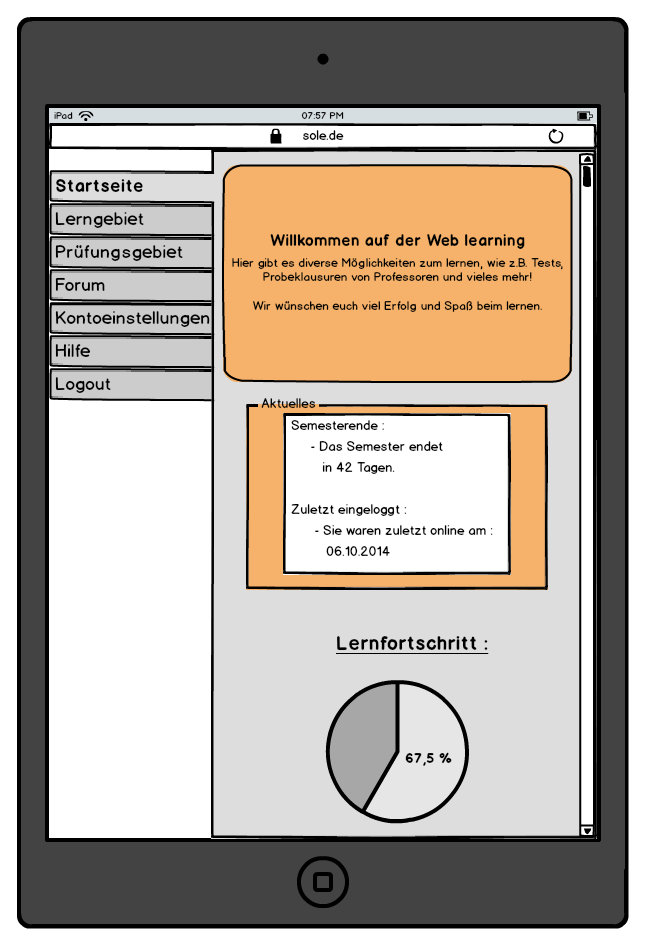 iPad 07:57 PM
sole.de
Startseite
Lerngebiet
Prüfungsgebiet
Forum
Kontoeinstellungen
Hilfe
Logout
Willkommen auf der Web learning
Hier gibt es diverse Möglichkeiten zum lernen, wie z.B. Tests,
Probeklausuren von Professoren und vieles mehr!
Wir wünschen euch viel Erfolg und Spaß beim lernen.
Aktuelles
Semesterende :
- Das Semester endet
in 42 Tagen.
Zuletzt eingeloggt :
- Sie waren zuletzt online am :
06.10.2014
Lernfortschritt :
67,5 %